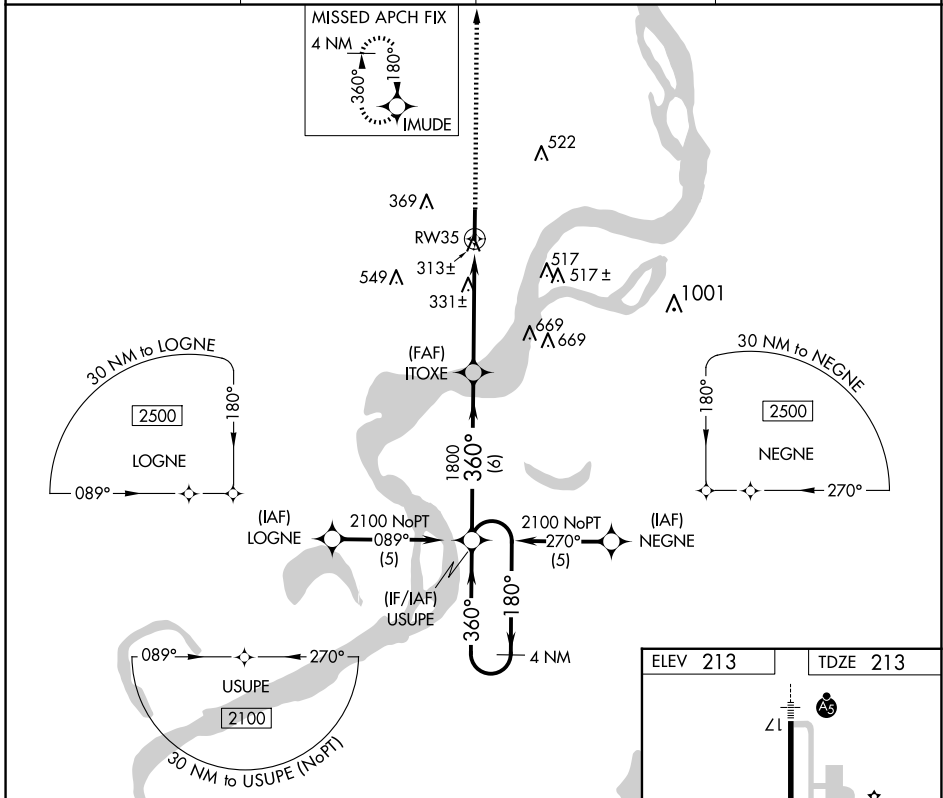 MISSED APCH FIX
4 NM
360°
180°
IMUDE
522
369
RW35
313±
517
517 ±
549
331±
1001
669
669
(FAF)
ITOXE
30 NM to LOGNE
2500
180°
LOGNE
089°
30 NM to NEGNE
180°
2500
NEGNE
270°
1800
360°
(6)
(IAF)
LOGNE
2100 NoPT
089°
(5)
2100 NoPT
270°
(5)
(IAF)
NEGNE
(IF/IAF)
USUPE
360°
180°
4 NM
089°
270°
USUPE
2100
30 NM to USUPE (NoPT)
ELEV 213
TDZE 213
17
A5